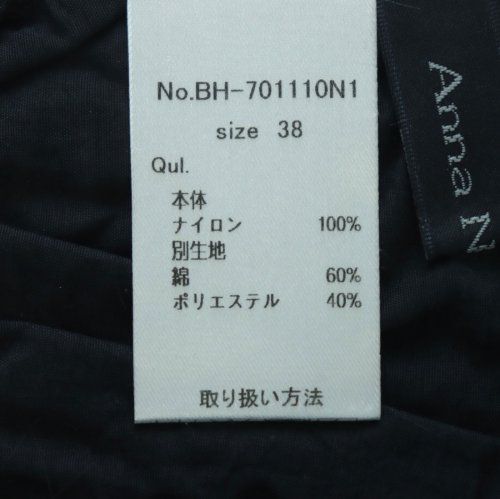 No.BH-701110N1
size 38
Qul.
本体
ナイロン 100%
別生地
綿 60%
ポリエステル 40%
取り扱い方法
Anna N